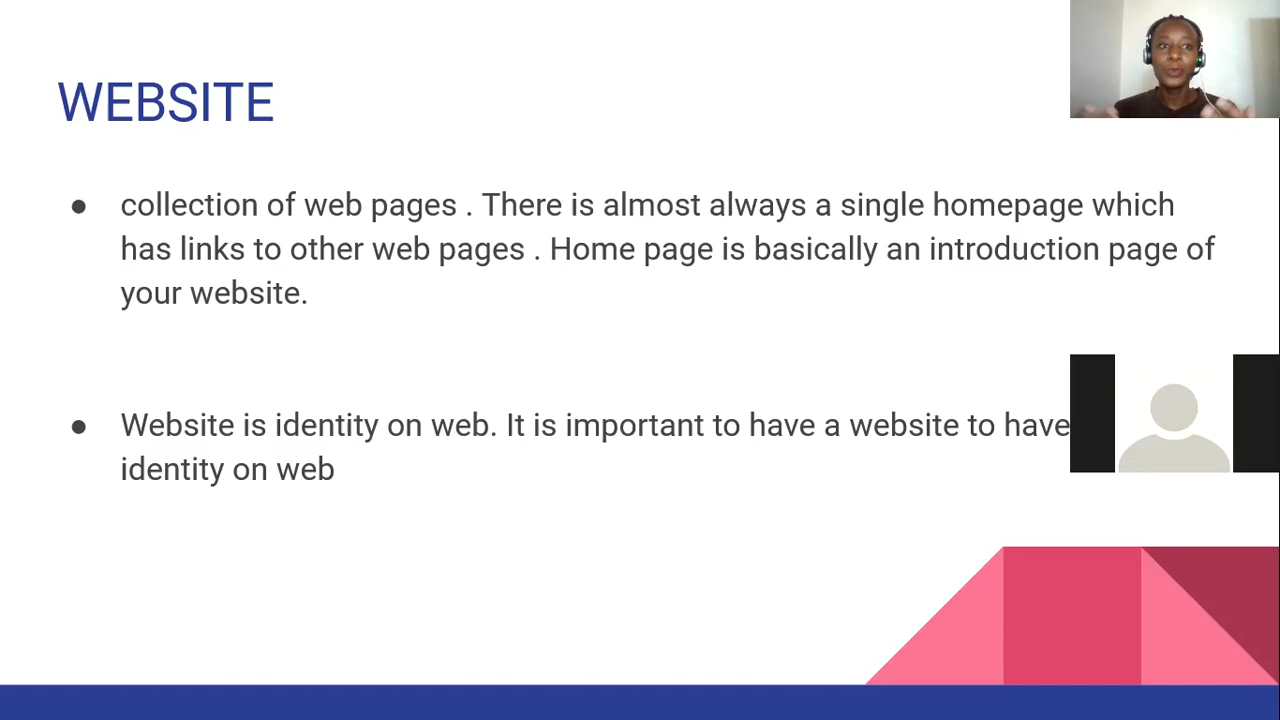 WEBSITE
● collection of web pages . There is almost always a single homepage which
has links to other web pages . Home page is basically an introduction page of
your website.
● Website is identity on web. It is important to have a website to have
identity on web